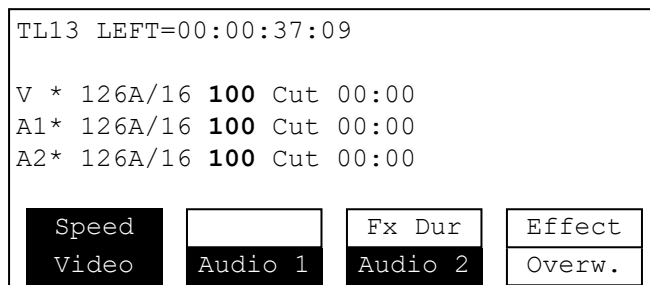 TL13 LEFT=00:00:37:09
V * 126A/16 100 Cut 00:00
A1* 126A/16 100 Cut 00:00
A2* 126A/16 100 Cut 00:00
Speed Fx Dur Effect
Video Audio 1 Audio 2 Overw.